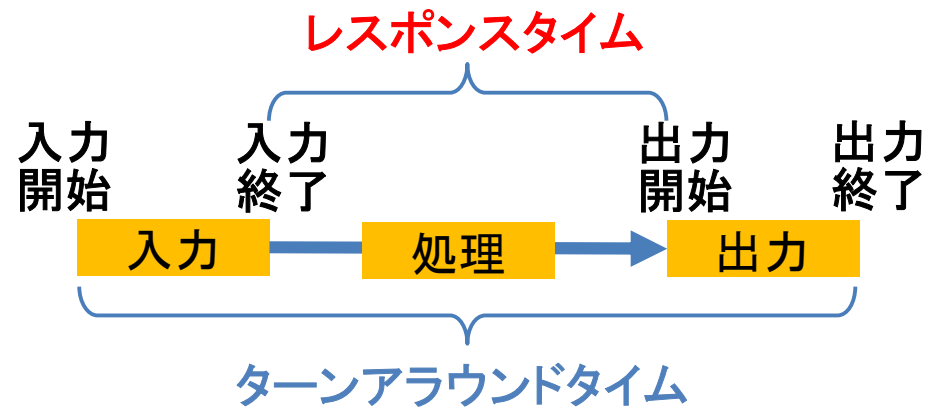 レスポンスタイム
入力
開始
入力
終了
出力
開始
出力
終了
入力
処理
出力
ターンアラウンドタイム